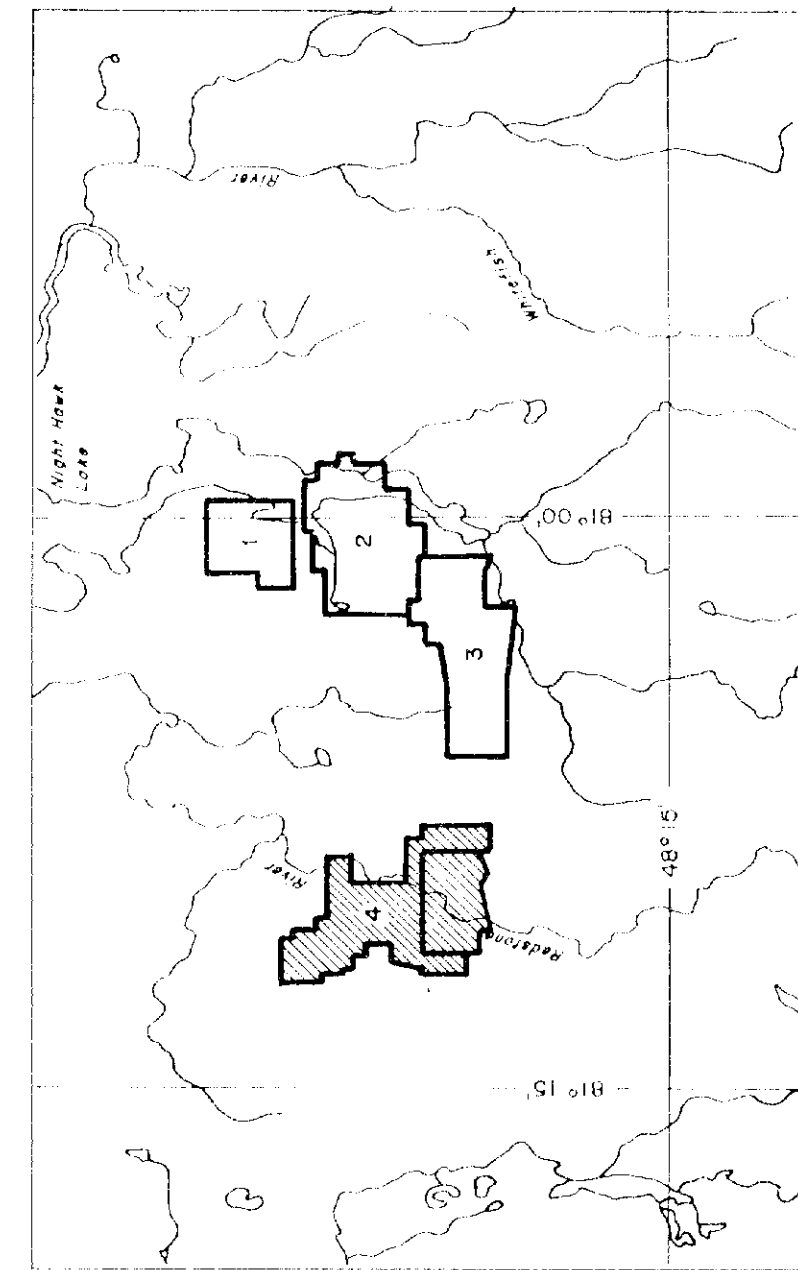 Night Hawk
Lake
River
Whitefish
1
2
3
4
River
Redstone
81° 00'
81° 15'
48° 15'